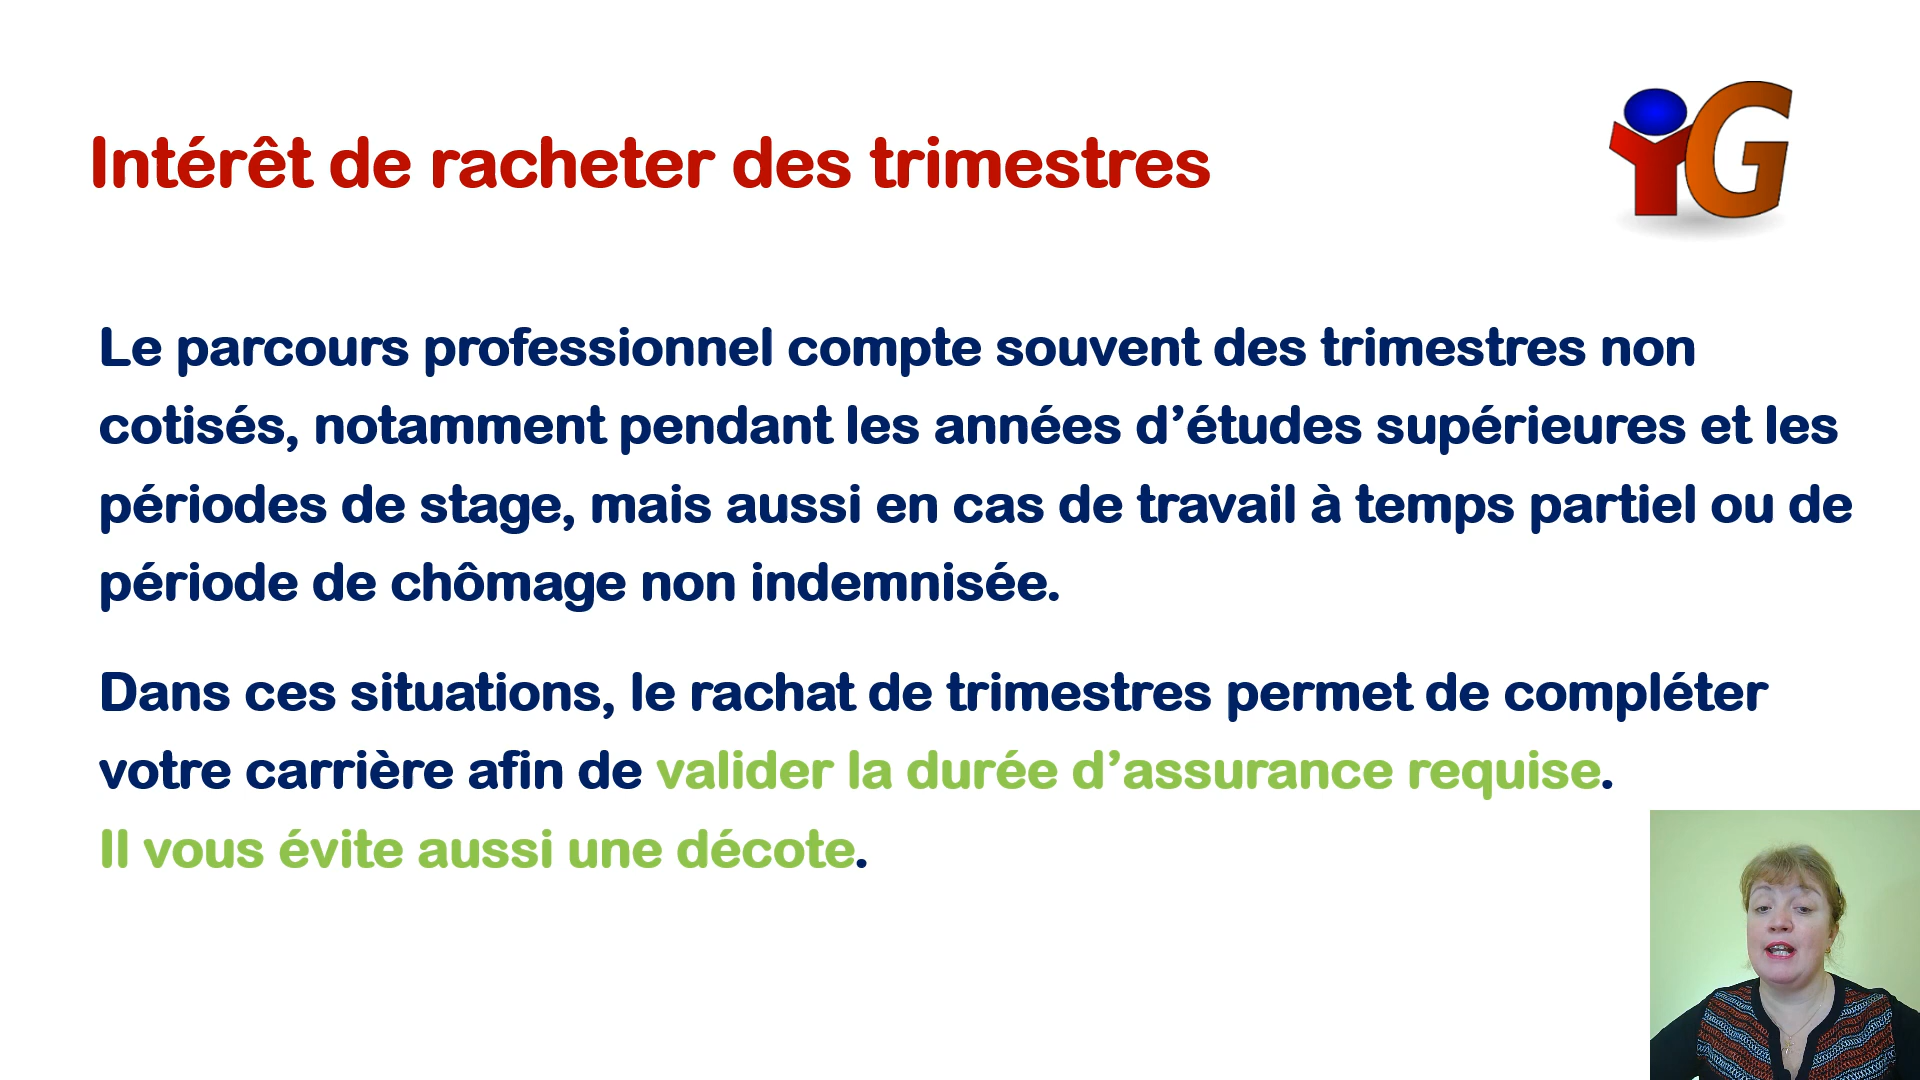 Intérêt de racheter des trimestres
iG
Le parcours professionnel compte souvent des trimestres non
cotisés, notamment pendant les années d’études supérieures et les
périodes de stage, mais aussi en cas de travail à temps partiel ou de
période de chômage non indemnisée.
Dans ces situations, le rachat de trimestres permet de compléter
votre carrière afin de valider la durée d’assurance requise.
Il vous évite aussi une décote.